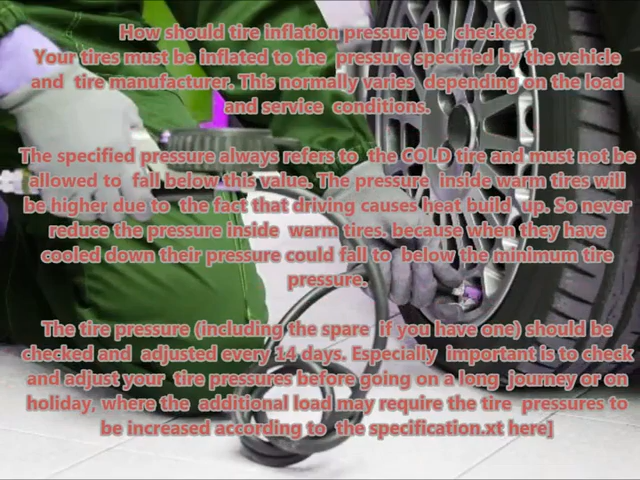 How should tire inflation pressure be checked?
Your tires must be inflated to the pressure specified by the vehicle
and tire manufacturer. This normally varies depending on the load
and service conditions.
The specified pressure always refers to the COLD tire and must not be
allowed to fall below this value. The pressure inside warm tires will
be higher due to the fact that driving causes heat build up. So never
reduce the pressure inside warm tires. because when they have
cooled down their pressure could fall to below the minimum tire
pressure.
The tire pressure (including the spare if you have one) should be
checked and adjusted every 14 days. Especially important is to check
and adjust your tire pressures before going on a long journey or on
holiday, where the additional load may require the tire pressures to
be increased according to the specification.xt here]